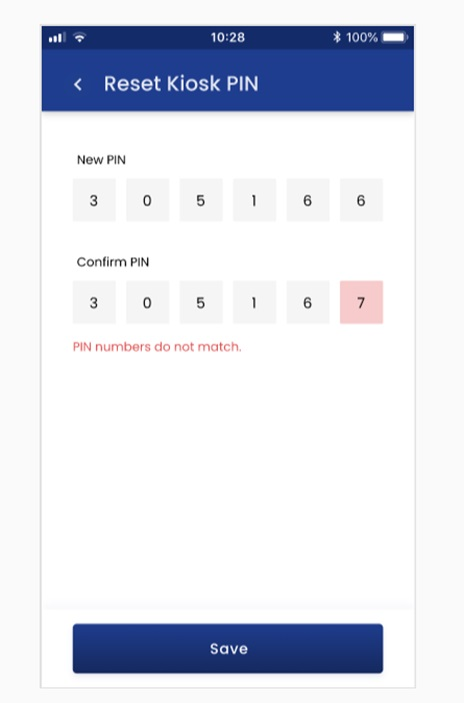 10:28 100%
Reset Kiosk PIN
New PIN
3 0 5 1 6 6
Confirm PIN
3 0 5 1 6 7
PIN numbers do not match.
Save